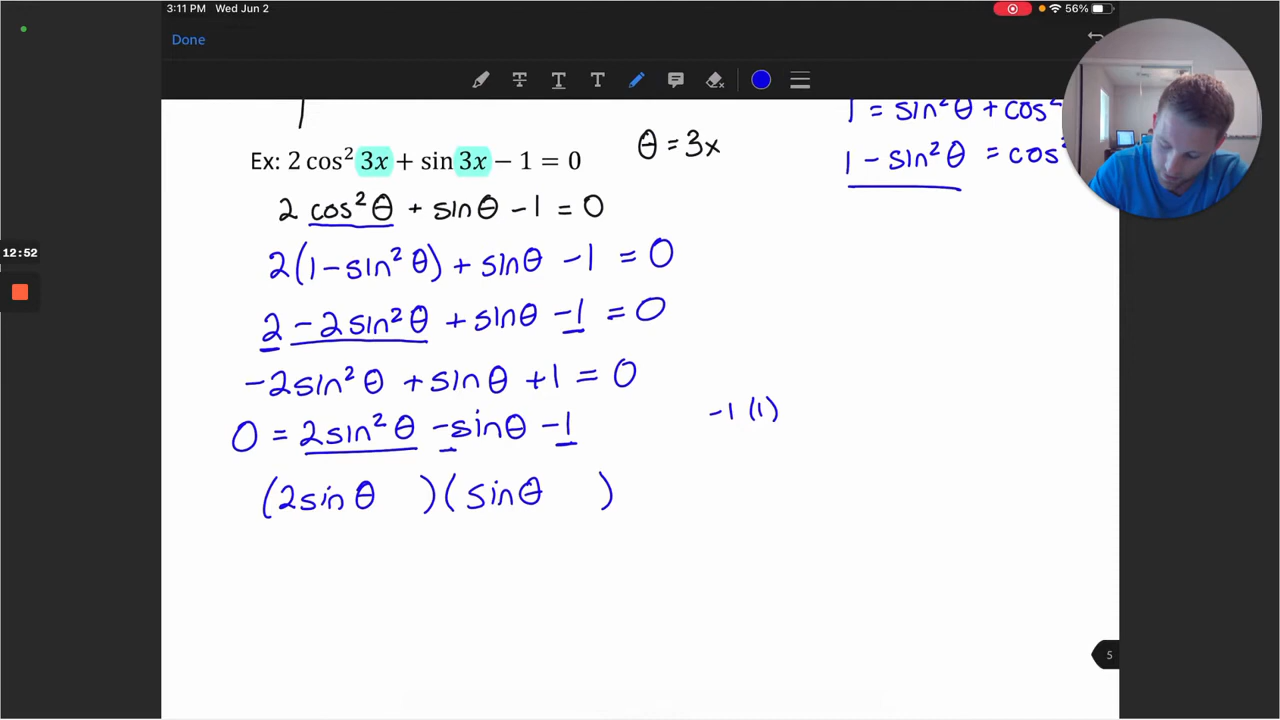 3:11 PM Wed Jun 2
56%
Done
T T T
1 = sin²θ + cos²
θ = 3x
Ex: 2 cos² 3x + sin 3x − 1 = 0
1 − sin²θ = cos²
2 cos²θ + sinθ −1 = 0
12:52
2(1−sin²θ) + sinθ −1 = 0
2 −2sin²θ + sinθ −1 = 0
−2sin²θ + sinθ +1 = 0
−1 (1)
0 = 2sin²θ −sinθ −1
(2sinθ )(sinθ )
5